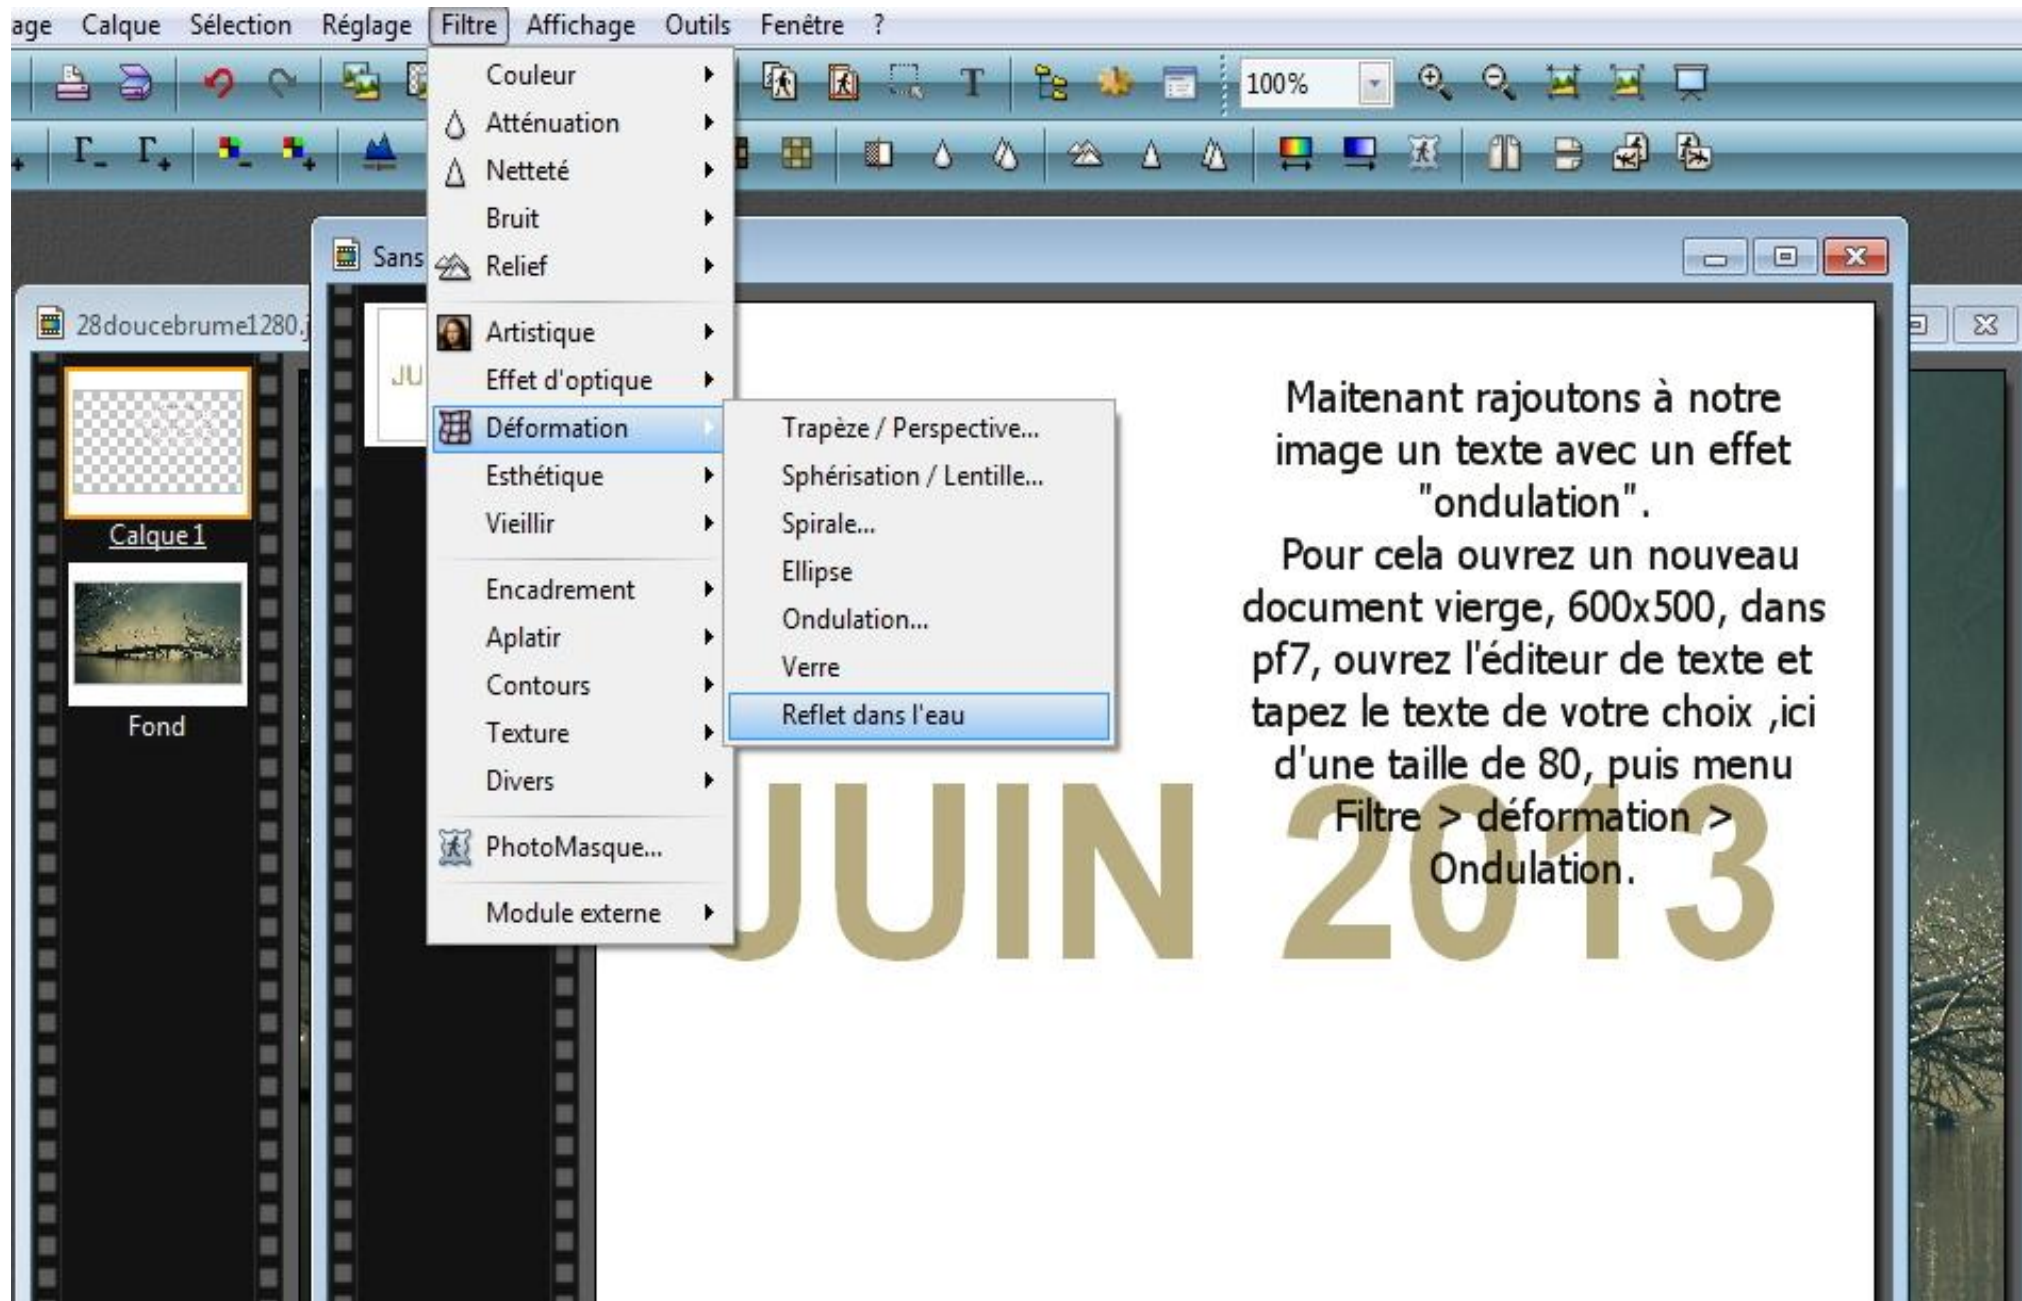 age Calque Sélection Réglage Filtre Affichage Outils Fenêtre ?
100%
Couleur
Atténuation
Netteté
Bruit
Relief
Artistique
Effet d'optique
Déformation
Esthétique
Vieillir
Encadrement
Aplatir
Contours
Texture
Divers
PhotoMasque...
Module externe
Trapèze / Perspective...
Sphérisation / Lentille...
Spirale...
Ellipse
Ondulation...
Verre
Reflet dans l'eau
Sans
28doucebrume1280.j
Calque 1
Fond
JU
Maitenant rajoutons à notre
image un texte avec un effet
"ondulation".
Pour cela ouvrez un nouveau
document vierge, 600x500, dans
pf7, ouvrez l'éditeur de texte et
tapez le texte de votre choix ,ici
d'une taille de 80, puis menu
Filtre > déformation >
Ondulation.
JUIN 2013